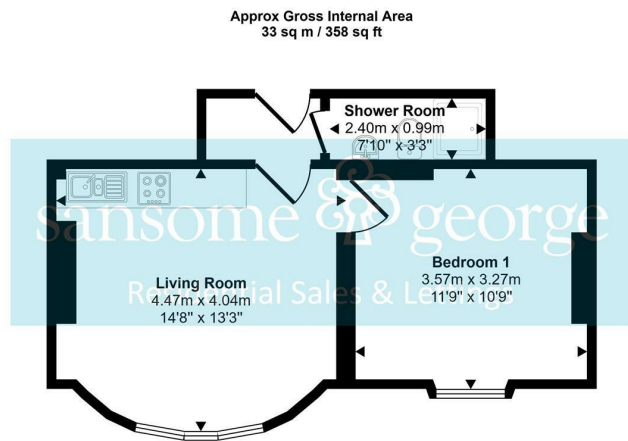 Approx Gross Internal Area
33 sq m / 358 sq ft
Shower Room
2.40m x 0.99m
7'10" x 3'3"
sansome george
Residential Sales & Lettings
Living Room
4.47m x 4.04m
14'8" x 13'3"
Bedroom 1
3.57m x 3.27m
11'9" x 10'9"